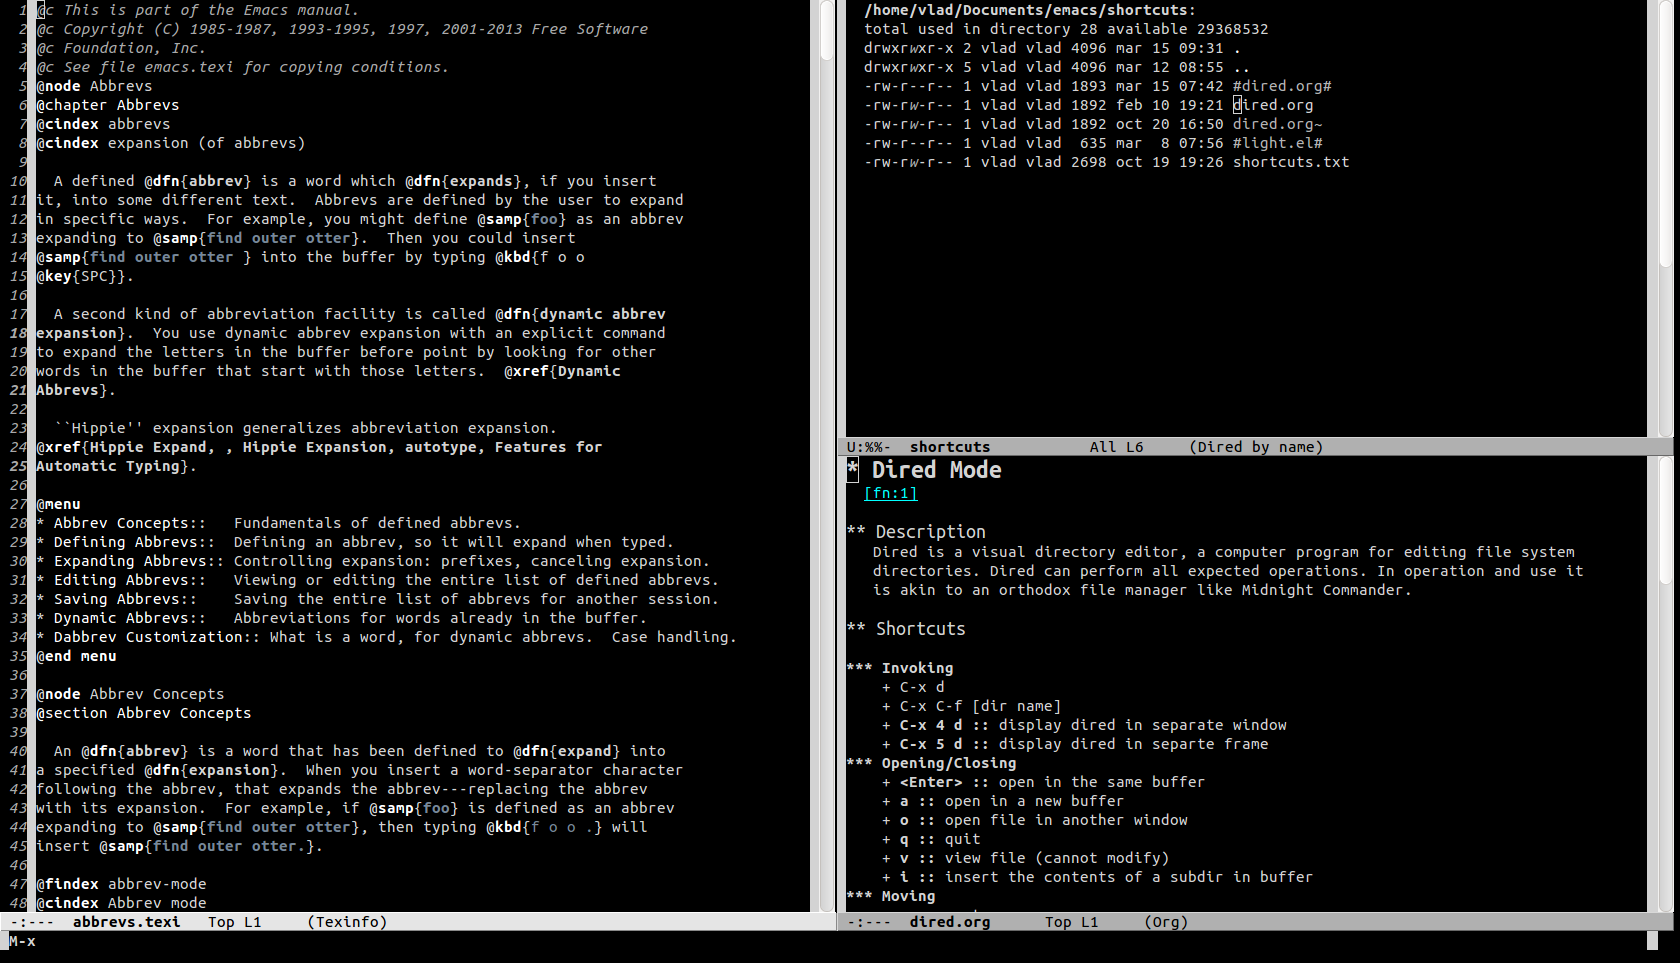 1 @c This is part of the Emacs manual.
2 @c Copyright (C) 1985-1987, 1993-1995, 1997, 2001-2013 Free Software
3 @c Foundation, Inc.
4 @c See file emacs.texi for copying conditions.
5 @node Abbrevs
6 @chapter Abbrevs
7 @cindex abbrevs
8 @cindex expansion (of abbrevs)
9
10   A defined @dfn{abbrev} is a word which @dfn{expands}, if you insert
11 it, into some different text.  Abbrevs are defined by the user to expand
12 in specific ways.  For example, you might define @samp{foo} as an abbrev
13 expanding to @samp{find outer otter}.  Then you could insert
14 @samp{find outer otter } into the buffer by typing @kbd{f o o
15 @key{SPC}}.
16
17   A second kind of abbreviation facility is called @dfn{dynamic abbrev
18 expansion}.  You use dynamic abbrev expansion with an explicit command
19 to expand the letters in the buffer before point by looking for other
20 words in the buffer that start with those letters.  @xref{Dynamic
21 Abbrevs}.
22
23   ``Hippie'' expansion generalizes abbreviation expansion.
24 @xref{Hippie Expand, , Hippie Expansion, autotype, Features for
25 Automatic Typing}.
26
27 @menu
28 * Abbrev Concepts::   Fundamentals of defined abbrevs.
29 * Defining Abbrevs::  Defining an abbrev, so it will expand when typed.
30 * Expanding Abbrevs:: Controlling expansion: prefixes, canceling expansion.
31 * Editing Abbrevs::   Viewing or editing the entire list of defined abbrevs.
32 * Saving Abbrevs::    Saving the entire list of abbrevs for another session.
33 * Dynamic Abbrevs::   Abbreviations for words already in the buffer.
34 * Dabbrev Customization:: What is a word, for dynamic abbrevs.  Case handling.
35 @end menu
36
37 @node Abbrev Concepts
38 @section Abbrev Concepts
39
40   An @dfn{abbrev} is a word that has been defined to @dfn{expand} into
41 a specified @dfn{expansion}.  When you insert a word-separator character
42 following the abbrev, that expands the abbrev---replacing the abbrev
43 with its expansion.  For example, if @samp{foo} is defined as an abbrev
44 expanding to @samp{find outer otter}, then typing @kbd{f o o .} will
45 insert @samp{find outer otter.}.
46
47 @findex abbrev-mode
48 @cindex Abbrev mode
-:---  abbrevs.texi   Top L1     (Texinfo)
/home/vlad/Documents/emacs/shortcuts:
total used in directory 28 available 29368532
drwxrwxr-x 2 vlad vlad 4096 mar 15 09:31 .
drwxrwxr-x 5 vlad vlad 4096 mar 12 08:55 ..
-rw-r--r-- 1 vlad vlad 1893 mar 15 07:42 #dired.org#
-rw-rw-r-- 1 vlad vlad 1892 feb 10 19:21 dired.org
-rw-rw-r-- 1 vlad vlad 1892 oct 20 16:50 dired.org~
-rw-r--r-- 1 vlad vlad  635 mar  8 07:56 #light.el#
-rw-rw-r-- 1 vlad vlad 2698 oct 19 19:26 shortcuts.txt
U:%%-  shortcuts           All L6     (Dired by name)
* Dired Mode
[fn:1]
** Description
Dired is a visual directory editor, a computer program for editing file system
directories. Dired can perform all expected operations. In operation and use it
is akin to an orthodox file manager like Midnight Commander.
** Shortcuts
*** Invoking
+ C-x d
+ C-x C-f [dir name]
+ C-x 4 d :: display dired in separate window
+ C-x 5 d :: display dired in separte frame
*** Opening/Closing
+ <Enter> :: open in the same buffer
+ a :: open in a new buffer
+ o :: open file in another window
+ q :: quit
+ v :: view file (cannot modify)
+ i :: insert the contents of a subdir in buffer
*** Moving
-:---  dired.org      Top L1     (Org)
M-x